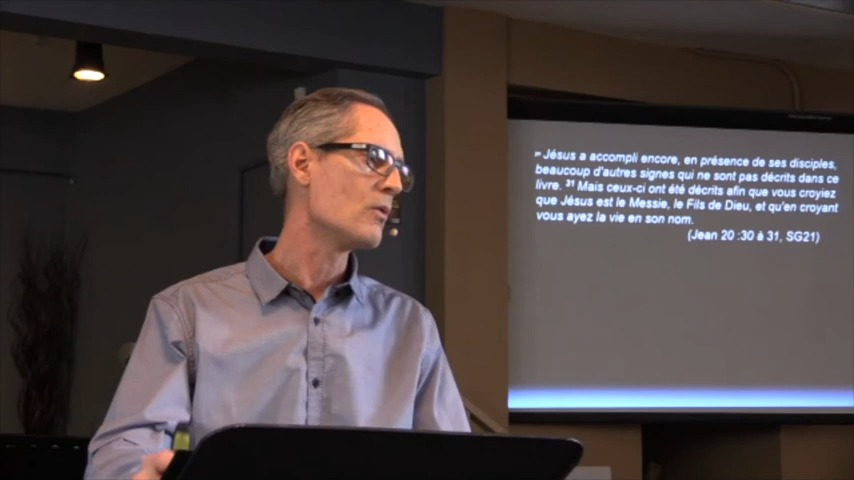 Jésus a accompli encore, en présence de ses disciples,
beaucoup d'autres signes qui ne sont pas décrits dans ce
livre. 31 Mais ceux-ci ont été décrits afin que vous croyiez
que Jésus est le Messie, le Fils de Dieu, et qu'en croyant
vous ayez la vie en son nom.
(Jean 20 :30 à 31, SG21)